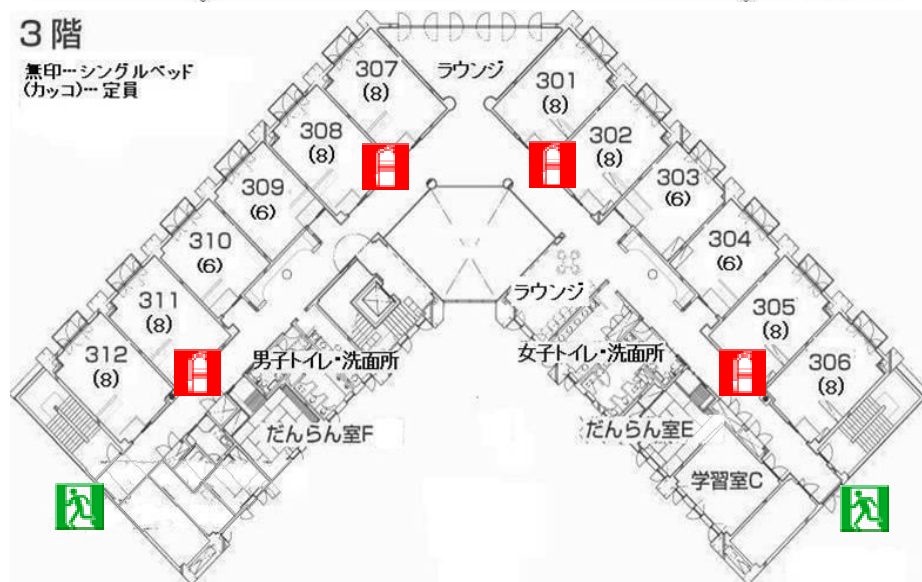 3階
無印…シングルベッド
(カッコ)…定員
307
(8)
ラウンジ
301
(8)
308
(8)
302
(8)
309
(6)
303
(6)
310
(6)
304
(6)
311
(8)
ラウンジ
305
(8)
312
(8)
男子トイレ・洗面所
女子トイレ・洗面所
306
(8)
だんらん室F
だんらん室E
学習室C